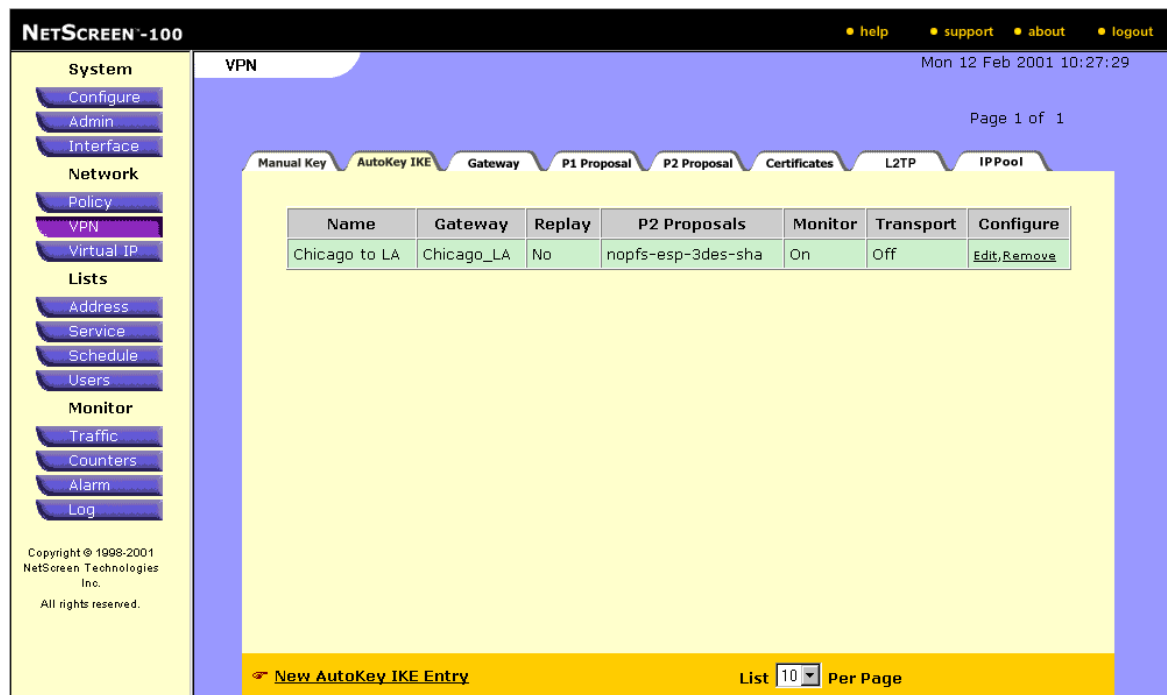 NETSCREEN™-100
help support about logout
System
Configure
Admin
Interface
Network
Policy
VPN
Virtual IP
Lists
Address
Service
Schedule
Users
Monitor
Traffic
Counters
Alarm
Log
Copyright © 1998-2001
NetScreen Technologies
Inc.
All rights reserved.
VPN
Mon 12 Feb 2001 10:27:29
Page 1 of 1
Manual Key AutoKey IKE Gateway P1 Proposal P2 Proposal Certificates L2TP IPPool
Name Gateway Replay P2 Proposals Monitor Transport Configure
Chicago to LA Chicago_LA No nopfs-esp-3des-sha On Off Edit,Remove
New AutoKey IKE Entry List 10 Per Page